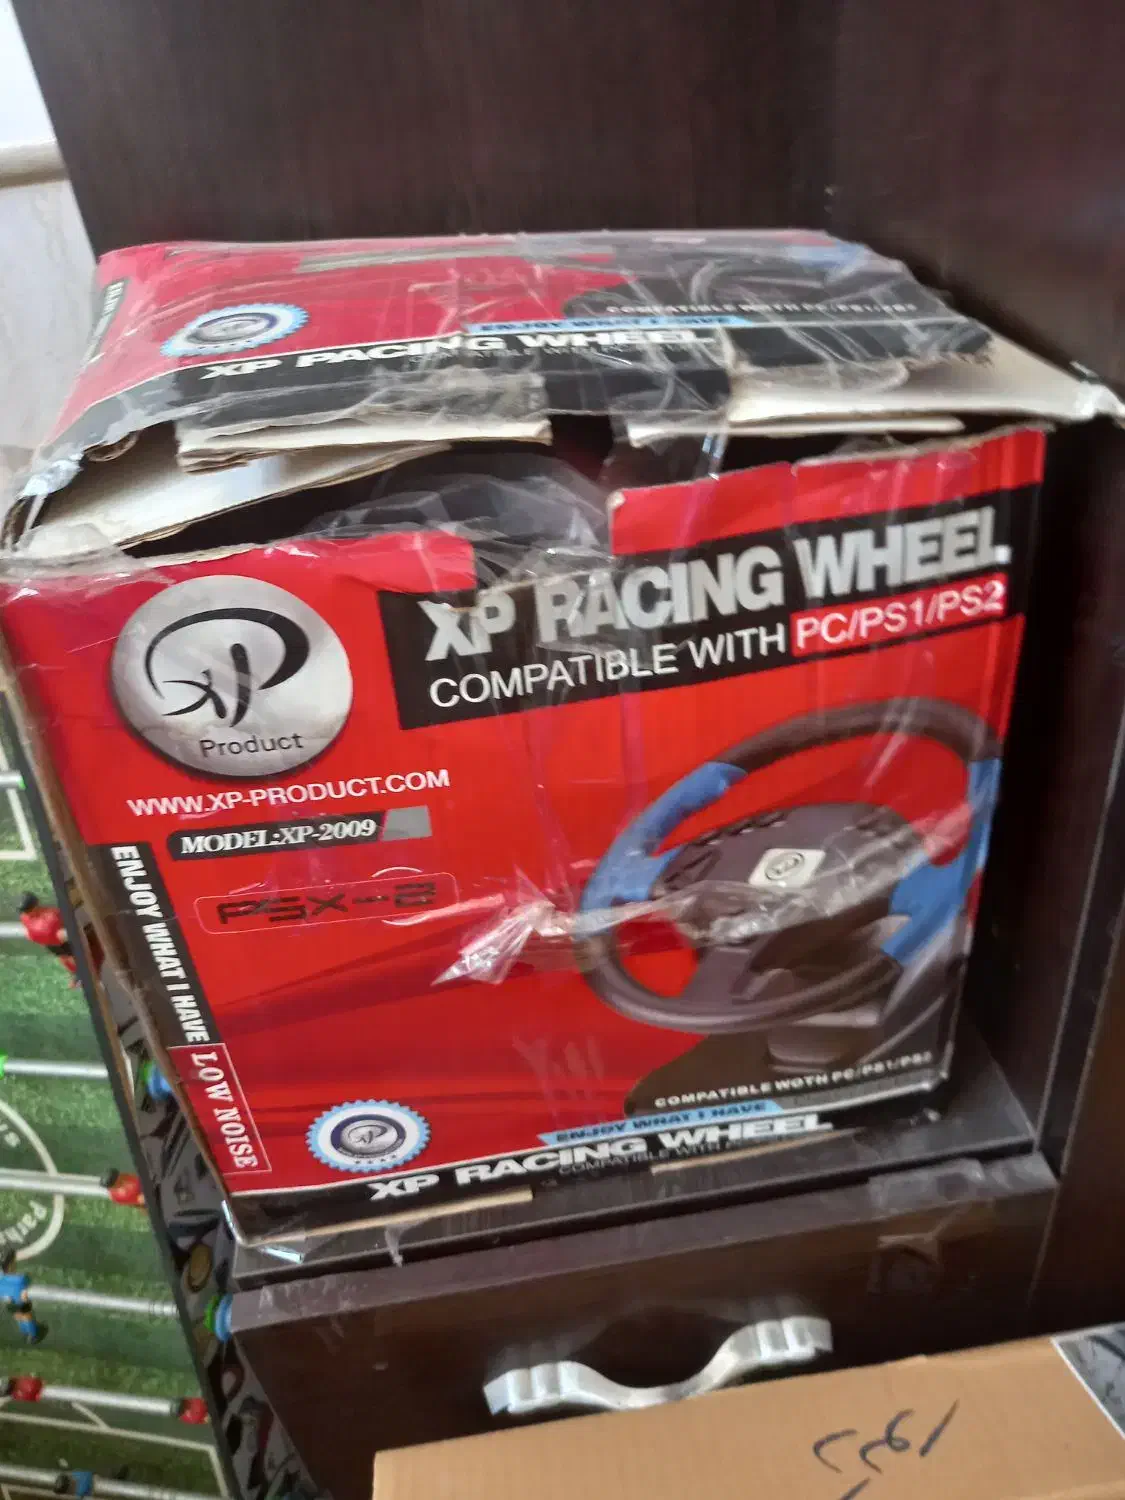 COMPATIBLE WOTH PC/PS1/PS2
ENJOY WHAT I HAVE
XP RACING WHEEL
XP RACING WHEEL
COMPATIBLE WITH PC/PS1/PS2
XP
Product
WWW.XP-PRODUCT.COM
MODEL:XP-2009
PSX-2
ENJOY WHAT I HAVE LOW NOISE
COMPATIBLE WOTH PC/PS1/PS2
ENJOY WHAT I HAVE
XP RACING WHEEL